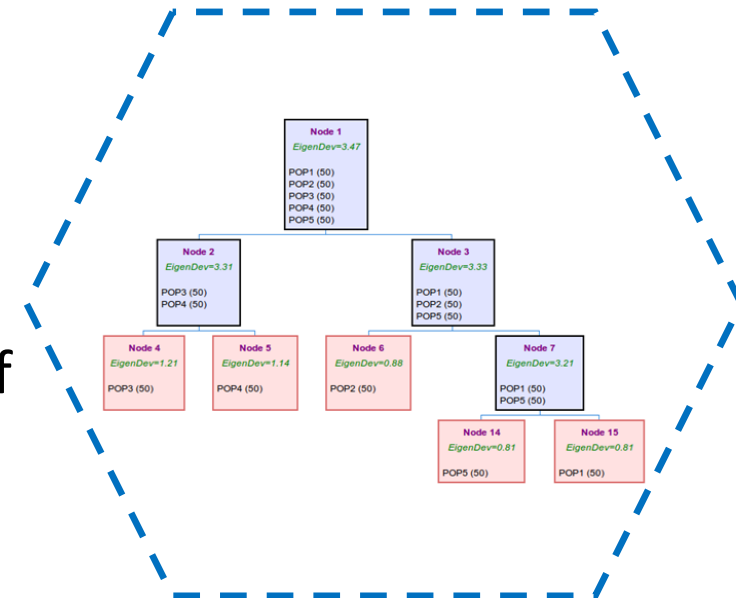 Node 1
EigenDev=3.47
POP1 (50)
POP2 (50)
POP3 (50)
POP4 (50)
POP5 (50)
Node 2
EigenDev=3.31
POP3 (50)
POP4 (50)
Node 3
EigenDev=3.33
POP1 (50)
POP2 (50)
POP5 (50)
f
Node 4
EigenDev=1.21
POP3 (50)
Node 5
EigenDev=1.14
POP4 (50)
Node 6
EigenDev=0.88
POP2 (50)
Node 7
EigenDev=3.21
POP1 (50)
POP5 (50)
Node 14
EigenDev=0.81
POP5 (50)
Node 15
EigenDev=0.81
POP1 (50)